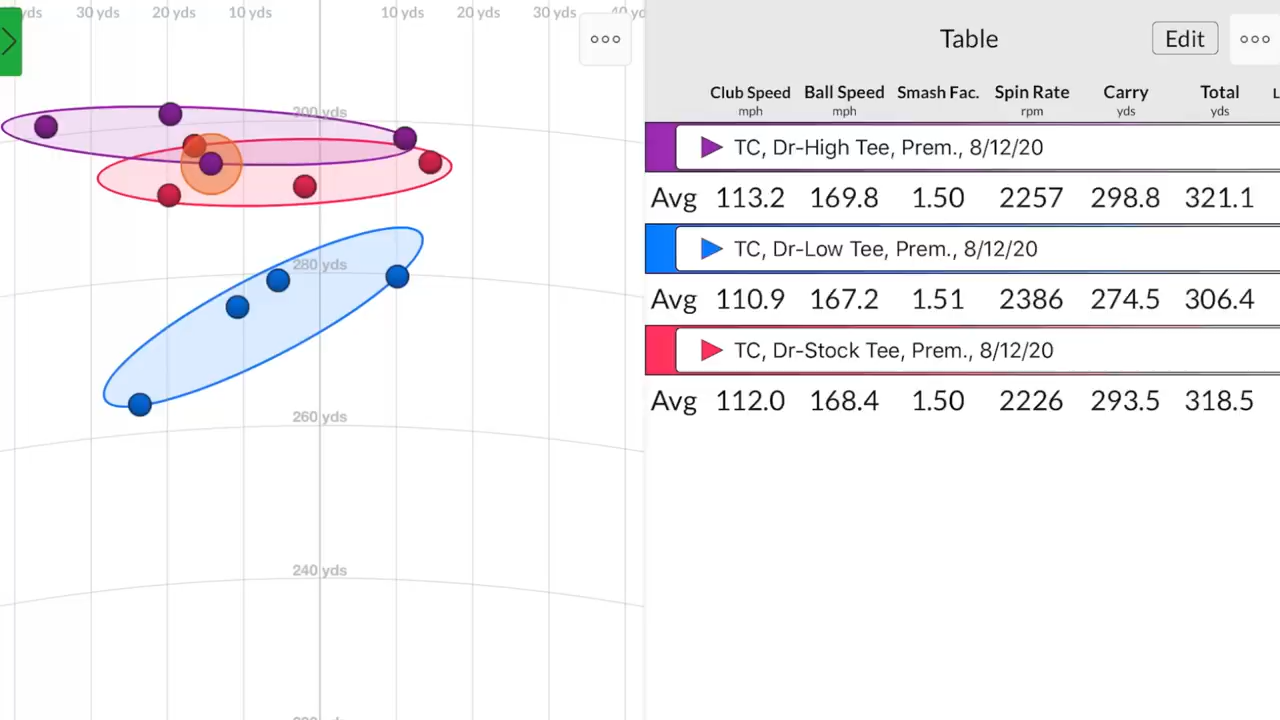 yds 30 yds 20 yds 10 yds 10 yds 20 yds 30 yds
300 yds
280 yds
260 yds
240 yds
Table Edit
Club Speed Ball Speed Smash Fac. Spin Rate Carry Total
mph mph rpm yds yds
TC, Dr-High Tee, Prem., 8/12/20
Avg 113.2 169.8 1.50 2257 298.8 321.1
TC, Dr-Low Tee, Prem., 8/12/20
Avg 110.9 167.2 1.51 2386 274.5 306.4
TC, Dr-Stock Tee, Prem., 8/12/20
Avg 112.0 168.4 1.50 2226 293.5 318.5